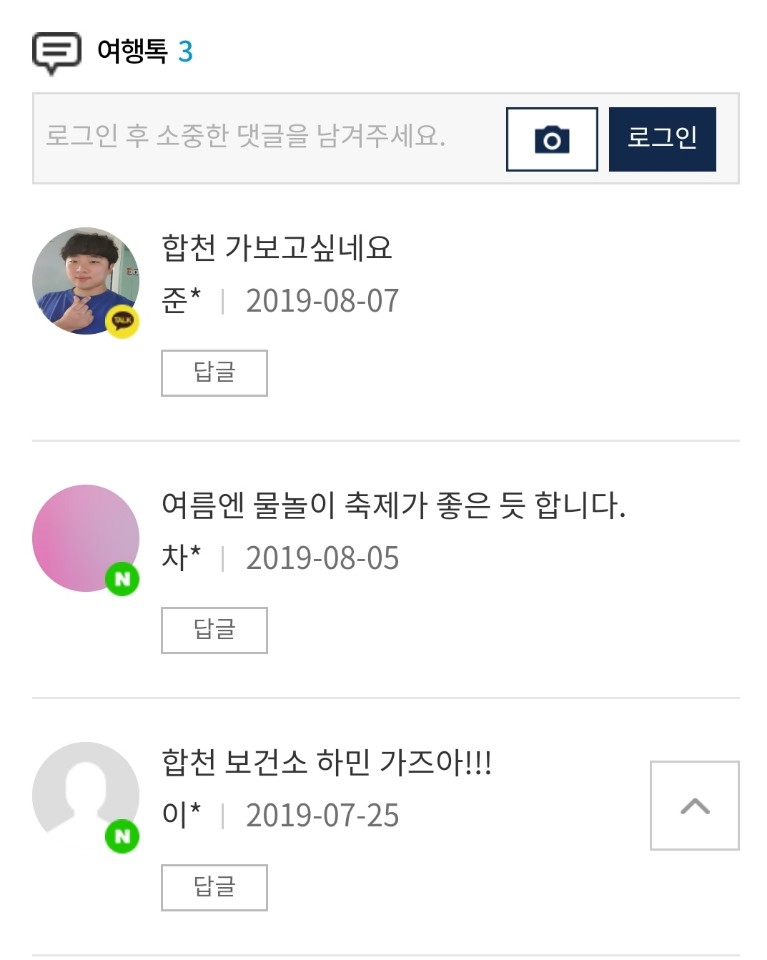 여행톡 3
로그인 후 소중한 댓글을 남겨주세요.
로그인
합천 가보고싶네요
TALK
준* | 2019-08-07
답글
여름엔 물놀이 축제가 좋은 듯 합니다.
N
차* | 2019-08-05
답글
합천 보건소 하민 가즈아!!!
N
이* | 2019-07-25
답글